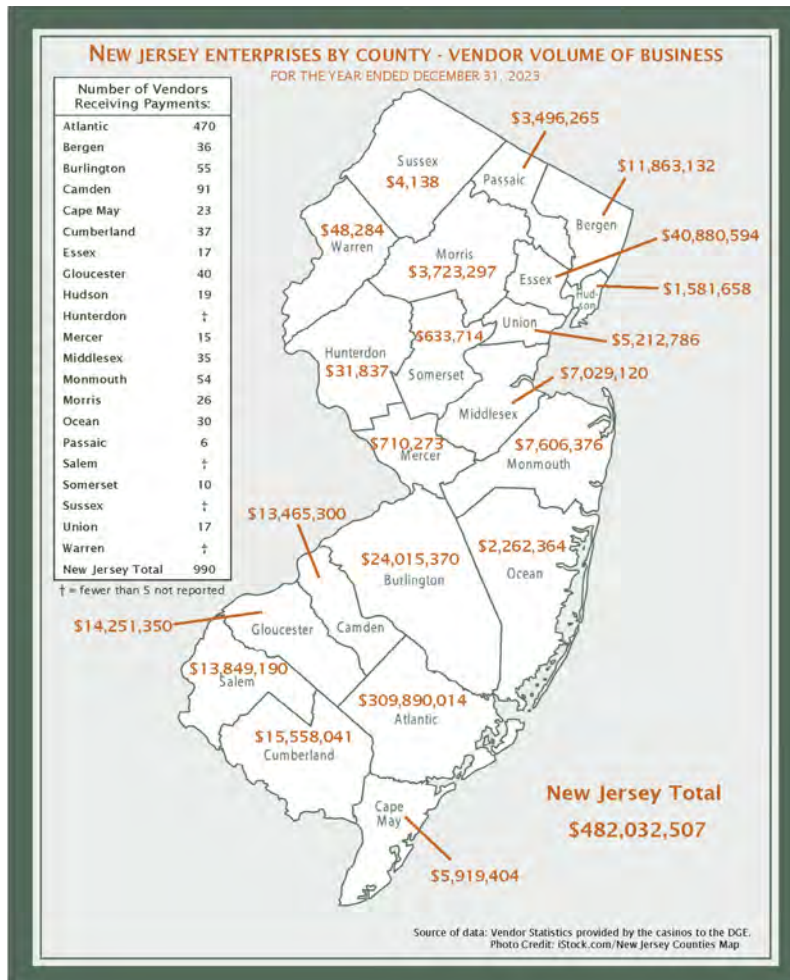 NEW JERSEY ENTERPRISES BY COUNTY - VENDOR VOLUME OF BUSINESS
FOR THE YEAR ENDED DECEMBER 31, 2023
Number of Vendors
Receiving Payments:
Atlantic 470
Bergen 36
Burlington 55
Camden 91
Cape May 23
Cumberland 37
Essex 17
Gloucester 40
Hudson 19
Hunterdon †
Mercer 15
Middlesex 35
Monmouth 54
Morris 26
Ocean 30
Passaic 6
Salem †
Somerset 10
Sussex †
Union 17
Warren †
New Jersey Total 990
† = fewer than 5 not reported
$3,496,265
Sussex
$4,138
Passaic
$11,863,132
Bergen
$48,284
Warren
$40,880,594
Morris
$3,723,297
Essex
Hud-
son
$1,581,658
$633,714
Somerset
Union
$5,212,786
Hunterdon
$31,837
$7,029,120
Middlesex
$710,273
Mercer
$7,606,376
Monmouth
$13,465,300
$24,015,370
Burlington
$2,262,364
Ocean
$14,251,350
Gloucester
Camden
$13,849,190
Salem
$309,890,014
Atlantic
$15,558,041
Cumberland
Cape
May
$5,919,404
New Jersey Total
$482,032,507
Source of data: Vendor Statistics provided by the casinos to the DGE.
Photo Credit: iStock.com/New Jersey Counties Map